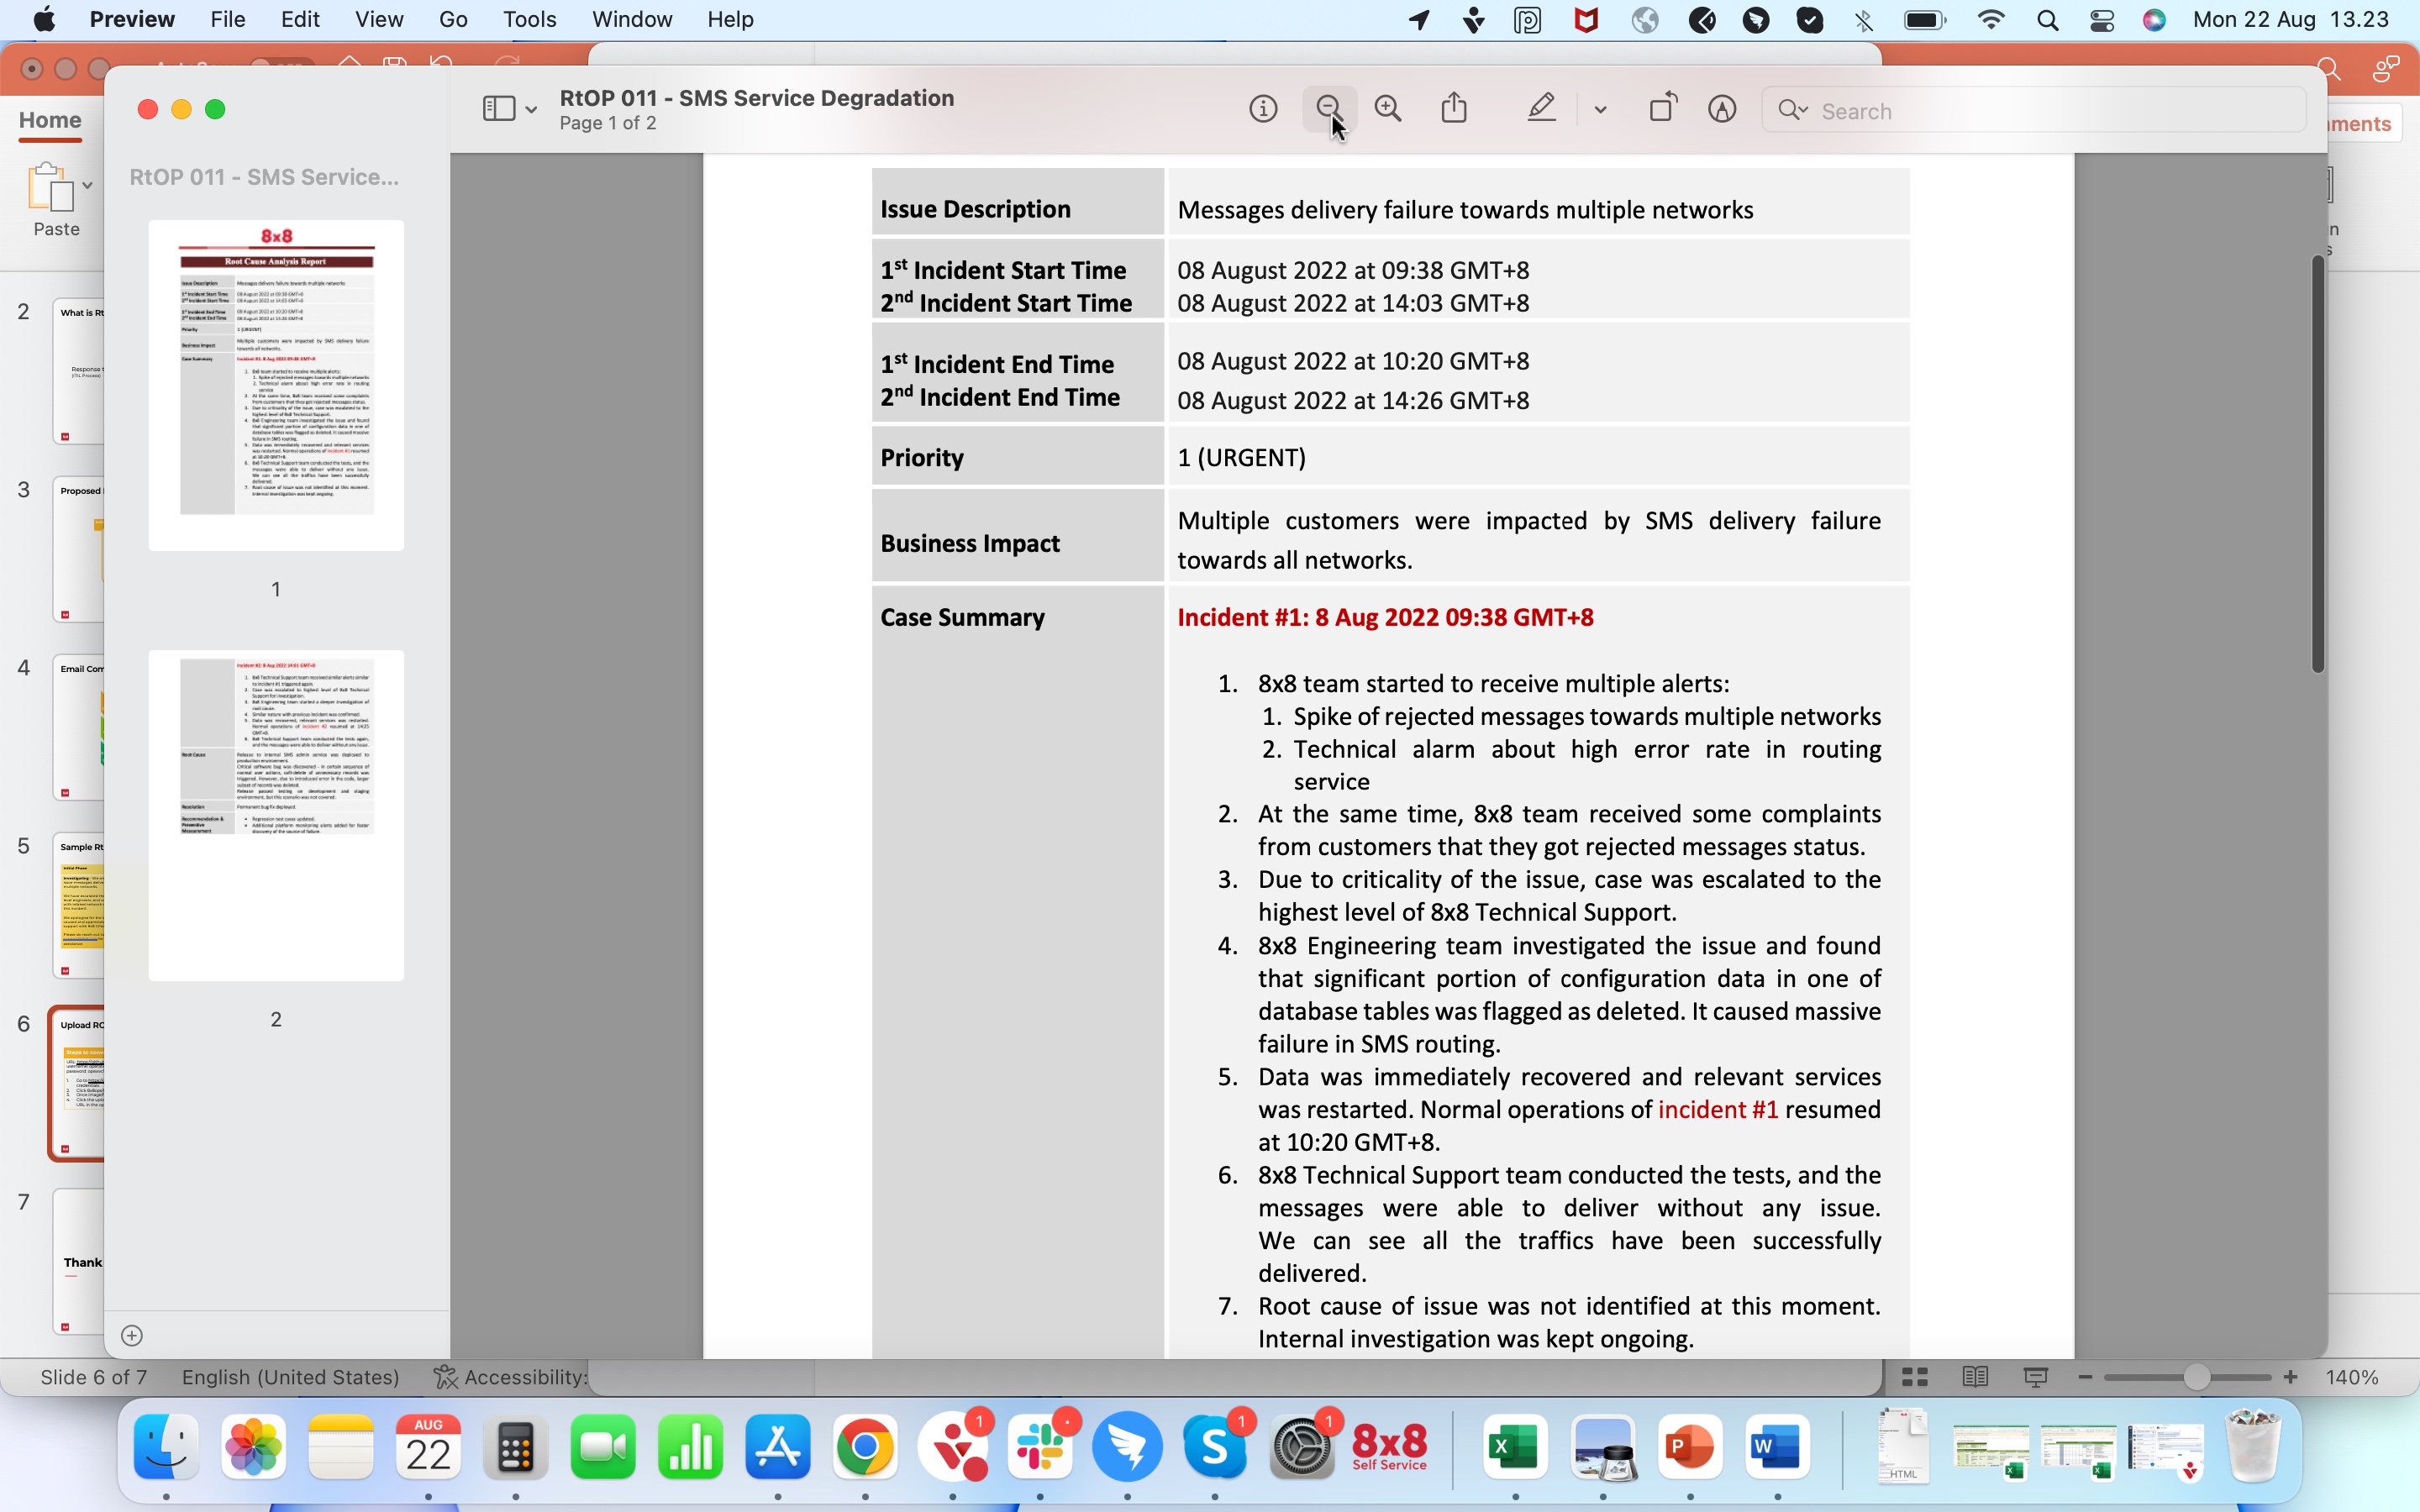 Preview File Edit View Go Tools Window Help
Mon 22 Aug 13.23
Home
Paste
RtOP 011 - SMS Service Degradation
Page 1 of 2
Search
RtOP 011 - SMS Service...
8x8
Root Cause Analysis Report
1
2
2
What is Rt
3
Proposed
4
Email Com
5
Sample Rt
6
Upload RC
7
Thank
Issue Description
Messages delivery failure towards multiple networks
1st Incident Start Time
08 August 2022 at 09:38 GMT+8
2nd Incident Start Time
08 August 2022 at 14:03 GMT+8
1st Incident End Time
08 August 2022 at 10:20 GMT+8
2nd Incident End Time
08 August 2022 at 14:26 GMT+8
Priority
1 (URGENT)
Business Impact
Multiple customers were impacted by SMS delivery failure
towards all networks.
Case Summary
Incident #1: 8 Aug 2022 09:38 GMT+8
1. 8x8 team started to receive multiple alerts:
1. Spike of rejected messages towards multiple networks
2. Technical alarm about high error rate in routing
service
2. At the same time, 8x8 team received some complaints
from customers that they got rejected messages status.
3. Due to criticality of the issue, case was escalated to the
highest level of 8x8 Technical Support.
4. 8x8 Engineering team investigated the issue and found
that significant portion of configuration data in one of
database tables was flagged as deleted. It caused massive
failure in SMS routing.
5. Data was immediately recovered and relevant services
was restarted. Normal operations of incident #1 resumed
at 10:20 GMT+8.
6. 8x8 Technical Support team conducted the tests, and the
messages were able to deliver without any issue.
We can see all the traffics have been successfully
delivered.
7. Root cause of issue was not identified at this moment.
Internal investigation was kept ongoing.
Slide 6 of 7
English (United States)
Accessibility:
140%
AUG
22
1
1
1
8x8
Self Service
HTML